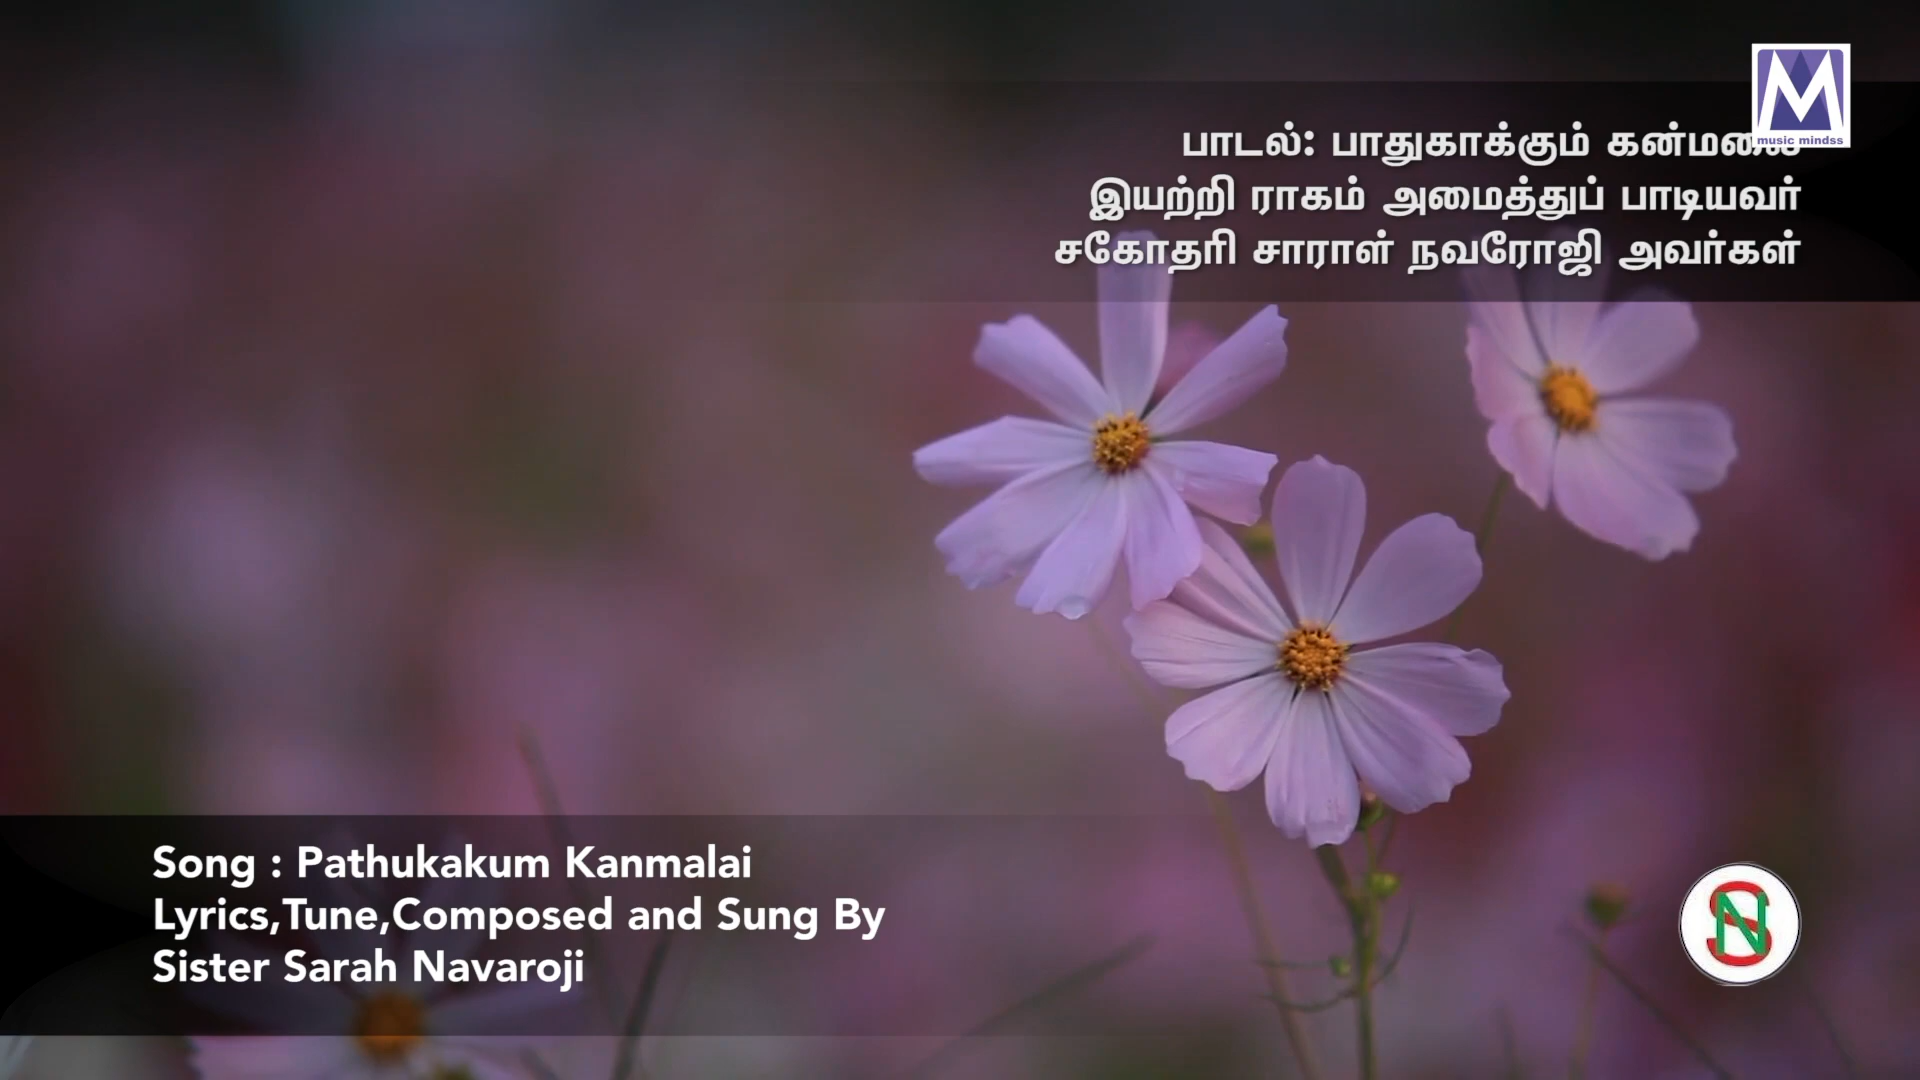 music mindss
பாடல்: பாதுகாக்கும் கன்மலை
இயற்றி ராகம் அமைத்துப் பாடியவர்
சகோதரி சாராள் நவரோஜி அவர்கள்
Song : Pathukakum Kanmalai
Lyrics,Tune,Composed and Sung By
Sister Sarah Navaroji
SN